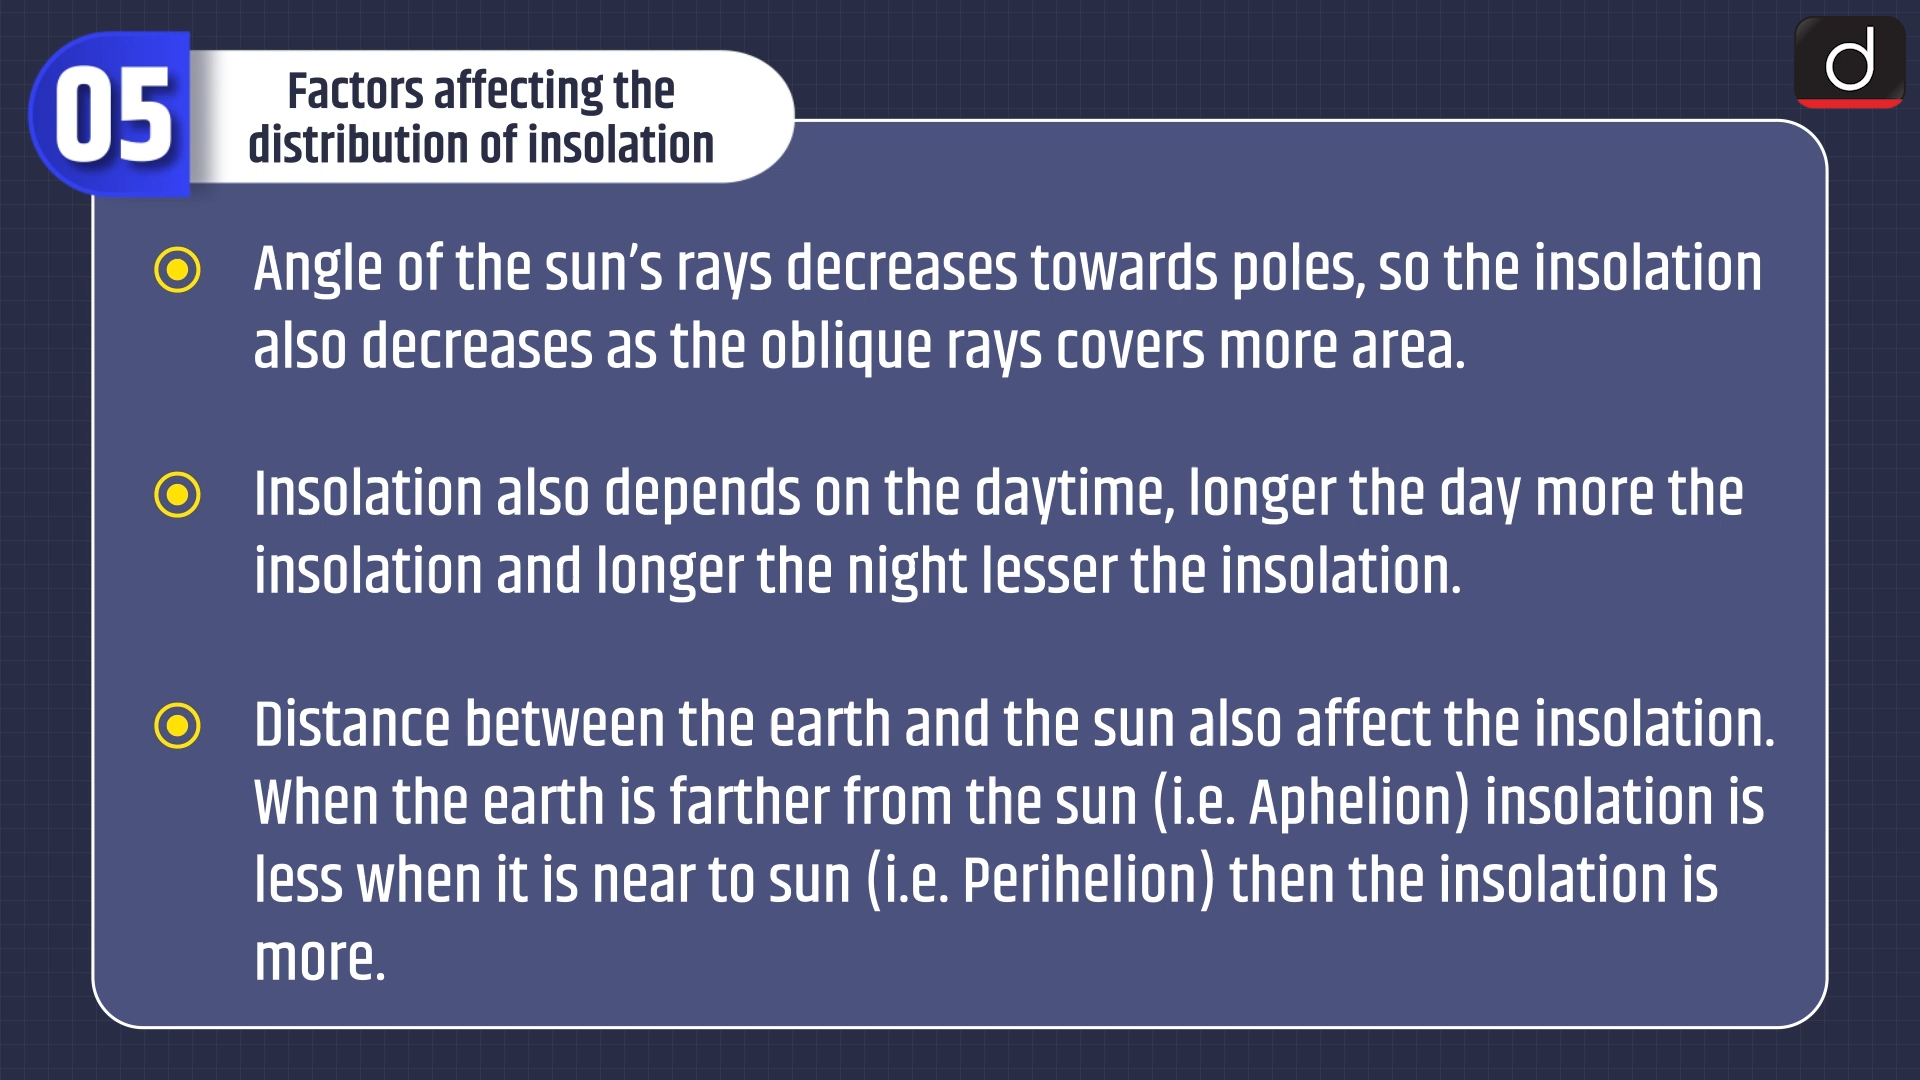 05
Factors affecting the
distribution of insolation
d
Angle of the sun’s rays decreases towards poles, so the insolation
also decreases as the oblique rays covers more area.
Insolation also depends on the daytime, longer the day more the
insolation and longer the night lesser the insolation.
Distance between the earth and the sun also affect the insolation.
When the earth is farther from the sun (i.e. Aphelion) insolation is
less when it is near to sun (i.e. Perihelion) then the insolation is
more.